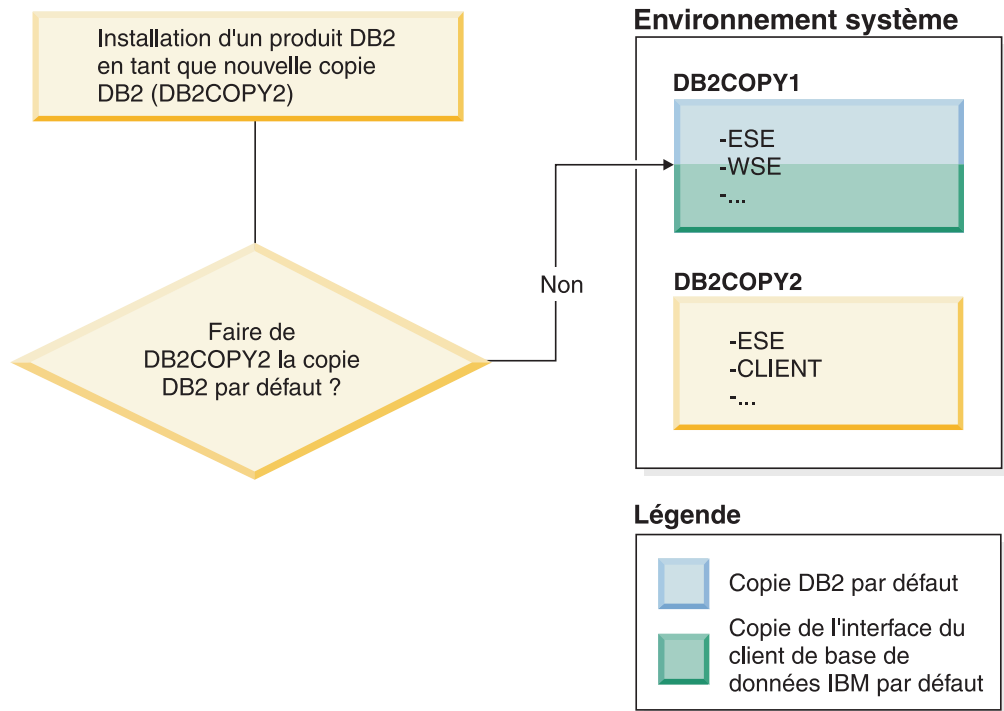 Installation d'un produit DB2
en tant que nouvelle copie
DB2 (DB2COPY2)
Faire de
DB2COPY2 la copie
DB2 par défaut ?
Non
Environnement système
DB2COPY1
-ESE
-WSE
-...
DB2COPY2
-ESE
-CLIENT
-...
Légende
Copie DB2 par défaut
Copie de l'interface du
client de base de
données IBM par défaut